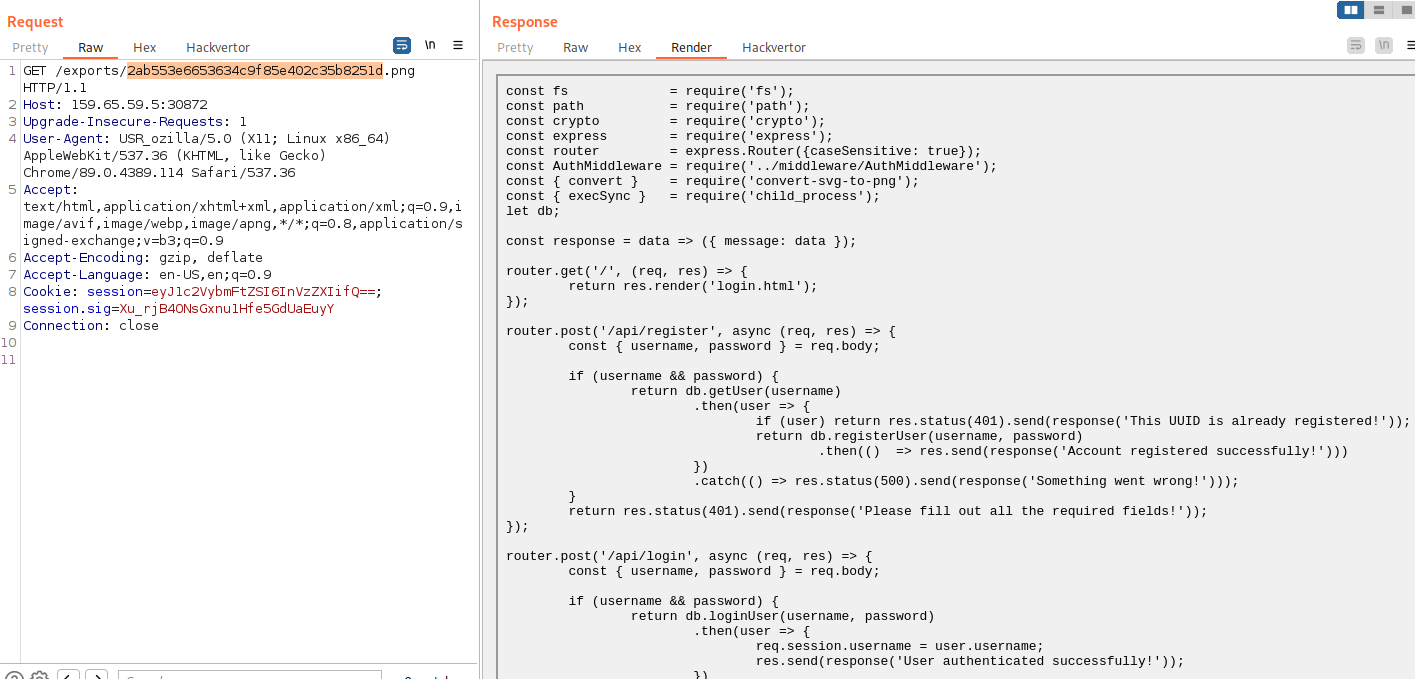 Request
Pretty Raw Hex Hackvertor \n
1 GET /exports/2ab553e6653634c9f85e402c35b8251d.png
HTTP/1.1
2 Host: 159.65.59.5:30872
3 Upgrade-Insecure-Requests: 1
4 User-Agent: USR_ozilla/5.0 (X11; Linux x86_64)
AppleWebKit/537.36 (KHTML, like Gecko)
Chrome/89.0.4389.114 Safari/537.36
5 Accept:
text/html,application/xhtml+xml,application/xml;q=0.9,i
mage/avif,image/webp,image/apng,*/*;q=0.8,application/s
igned-exchange;v=b3;q=0.9
6 Accept-Encoding: gzip, deflate
7 Accept-Language: en-US,en;q=0.9
8 Cookie: session=eyJ1c2VybmFtZSI6InVzZXIifQ==;
session.sig=Xu_rjB4ONsGxnu1Hfe5GdUaEuyY
9 Connection: close
10
11
Response
Pretty Raw Hex Render Hackvertor \n
const fs             = require('fs');
const path           = require('path');
const crypto         = require('crypto');
const express        = require('express');
const router         = express.Router({caseSensitive: true});
const AuthMiddleware = require('../middleware/AuthMiddleware');
const { convert }    = require('convert-svg-to-png');
const { execSync }   = require('child_process');
let db;
const response = data => ({ message: data });
router.get('/', (req, res) => {
        return res.render('login.html');
});
router.post('/api/register', async (req, res) => {
        const { username, password } = req.body;
        if (username && password) {
                return db.getUser(username)
                        .then(user => {
                                if (user) return res.status(401).send(response('This UUID is already registered!'));
                                return db.registerUser(username, password)
                                        .then(()  => res.send(response('Account registered successfully!')))
                        })
                        .catch(() => res.status(500).send(response('Something went wrong!')));
        }
        return res.status(401).send(response('Please fill out all the required fields!'));
});
router.post('/api/login', async (req, res) => {
        const { username, password } = req.body;
        if (username && password) {
                return db.loginUser(username, password)
                        .then(user => {
                                req.session.username = user.username;
                                res.send(response('User authenticated successfully!'));
                        })